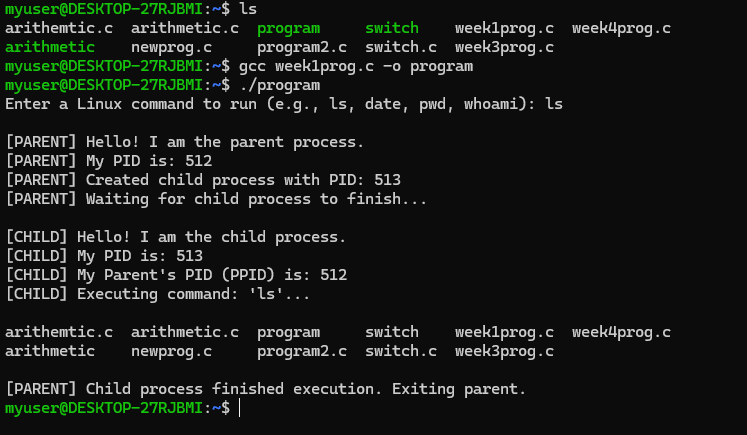 myuser@DESKTOP-27RJBMI:~$ ls
arithemtic.c  arithmetic.c  program     switch    week1prog.c  week4prog.c
arithmetic    newprog.c     program2.c  switch.c  week3prog.c
myuser@DESKTOP-27RJBMI:~$ gcc week1prog.c -o program
myuser@DESKTOP-27RJBMI:~$ ./program
Enter a Linux command to run (e.g., ls, date, pwd, whoami): ls

[PARENT] Hello! I am the parent process.
[PARENT] My PID is: 512
[PARENT] Created child process with PID: 513
[PARENT] Waiting for child process to finish...

[CHILD] Hello! I am the child process.
[CHILD] My PID is: 513
[CHILD] My Parent's PID (PPID) is: 512
[CHILD] Executing command: 'ls'...

arithemtic.c  arithmetic.c  program     switch    week1prog.c  week4prog.c
arithmetic    newprog.c     program2.c  switch.c  week3prog.c

[PARENT] Child process finished execution. Exiting parent.
myuser@DESKTOP-27RJBMI:~$